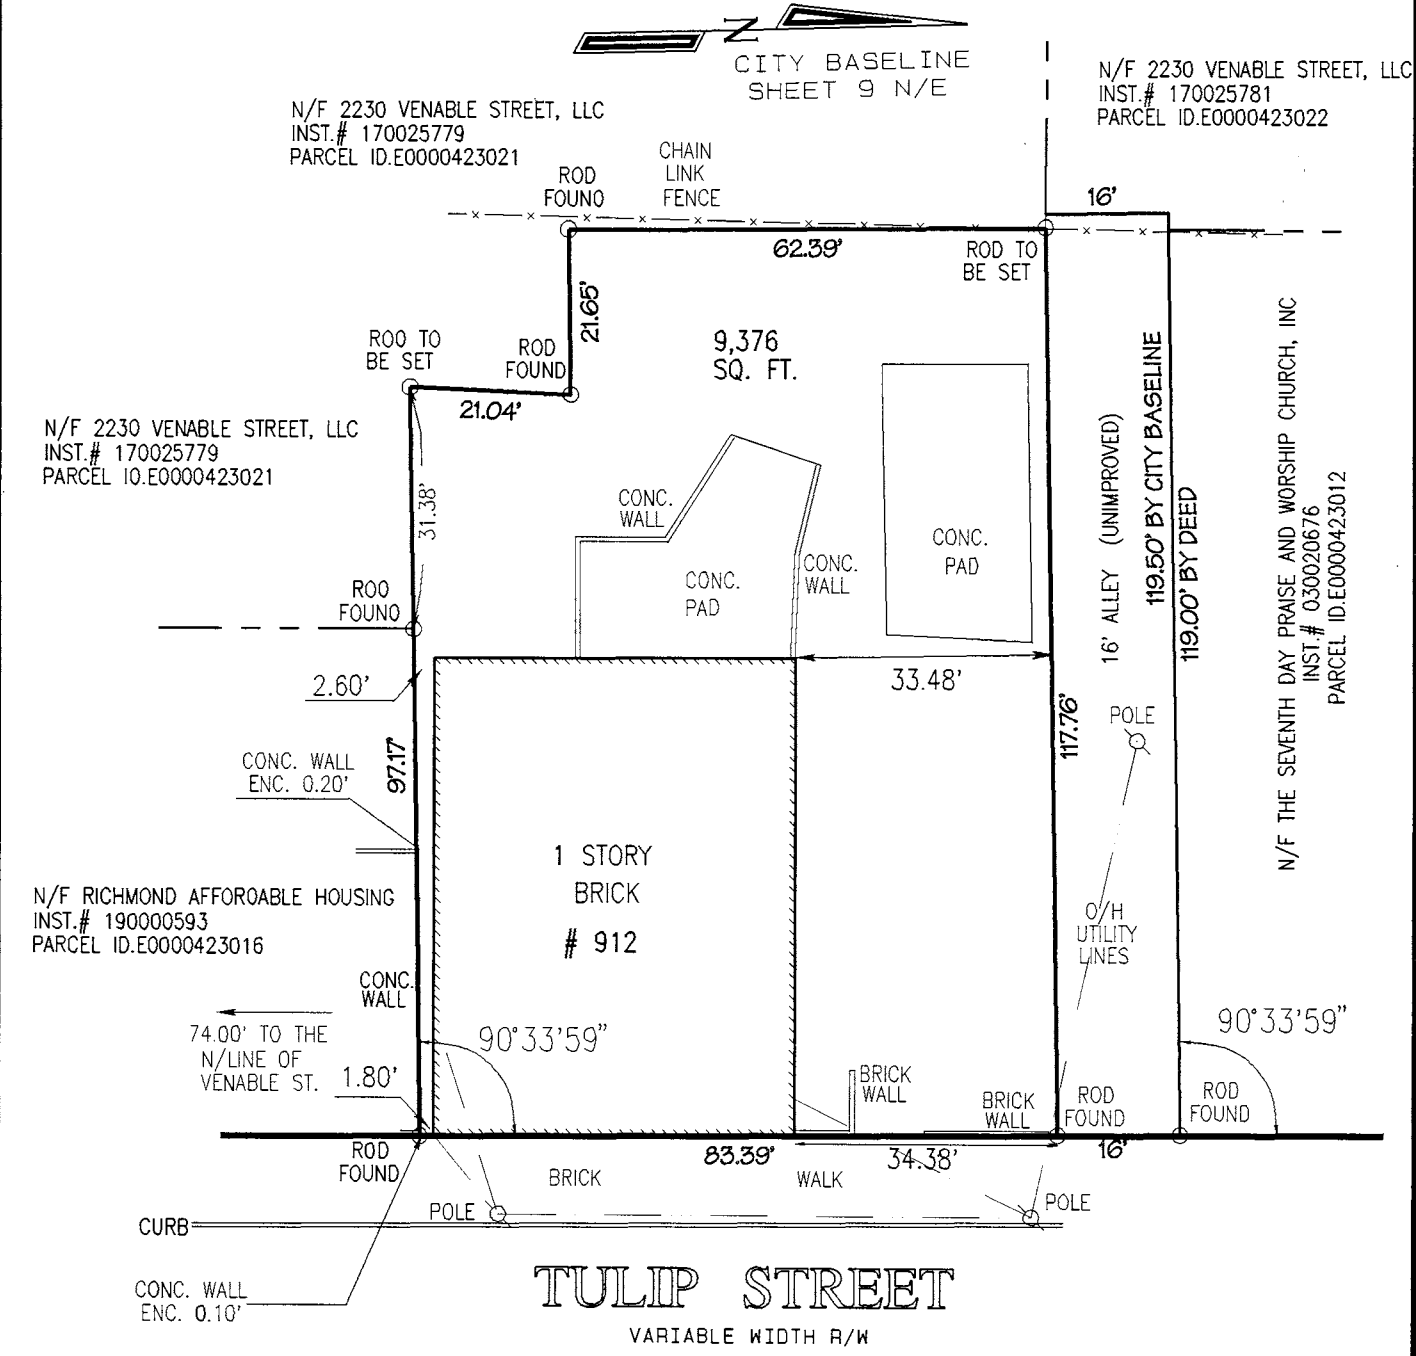 N
CITY BASELINE
SHEET 9 N/E
N/F 2230 VENABLE STREET, LLC
INST.# 170025779
PARCEL ID.E0000423021
N/F 2230 VENABLE STREET, LLC
INST.# 170025781
PARCEL ID.E0000423022
CHAIN
LINK
FENCE
ROD
FOUNO
16'
62.39'
ROD TO
BE SET
21.65'
ROO TO
BE SET
ROD
FOUND
21.04'
9,376
SQ. FT.
N/F 2230 VENABLE STREET, LLC
INST.# 170025779
PARCEL IO.E0000423021
31.38'
CONC.
WALL
CONC.
PAD
CONC.
WALL
CONC.
PAD
16' ALLEY (UNIMPROVED)
119.50' BY CITY BASELINE
119.00' BY DEED
N/F THE SEVENTH DAY PRAISE AND WORSHIP CHURCH, INC
INST.# 030020676
PARCEL ID.E0000423012
ROO
FOUNO
2.60'
33.48'
117.76'
POLE
97.17'
CONC. WALL
ENC. 0.20'
1 STORY
BRICK
# 912
N/F RICHMOND AFFOROABLE HOUSING
INST.# 190000593
PARCEL ID.E0000423016
O/H
UTILITY
LINES
CONC.
WALL
74.00' TO THE
N/LINE OF
VENABLE ST.
1.80'
90°33'59"
90°33'59"
BRICK
WALL
BRICK
WALL
ROD
FOUND
ROD
FOUND
ROD
FOUND
83.39'
34.38'
16'
BRICK
WALK
POLE
POLE
CURB
CONC. WALL
ENC. 0.10'
TULIP STREET
VARIABLE WIDTH R/W